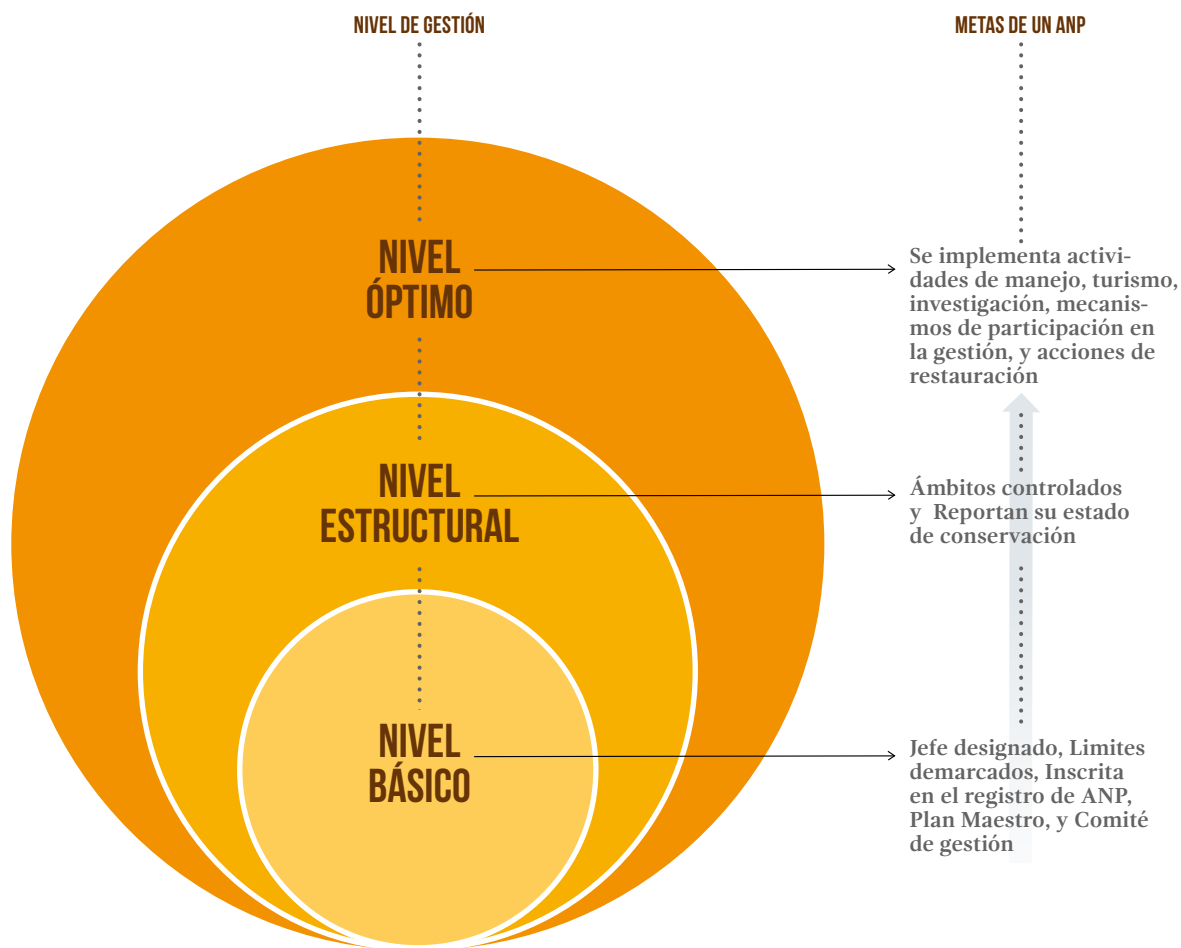 NIVEL DE GESTIÓN
METAS DE UN ANP
NIVEL
ÓPTIMO
Se implementa activi-
dades de manejo, turismo,
investigación, mecanis-
mos de participación en
la gestión, y acciones de
restauración
NIVEL
ESTRUCTURAL
Ámbitos controlados
y Reportan su estado
de conservación
NIVEL
BÁSICO
Jefe designado, Limites
demarcados, Inscrita
en el registro de ANP,
Plan Maestro, y Comité
de gestión